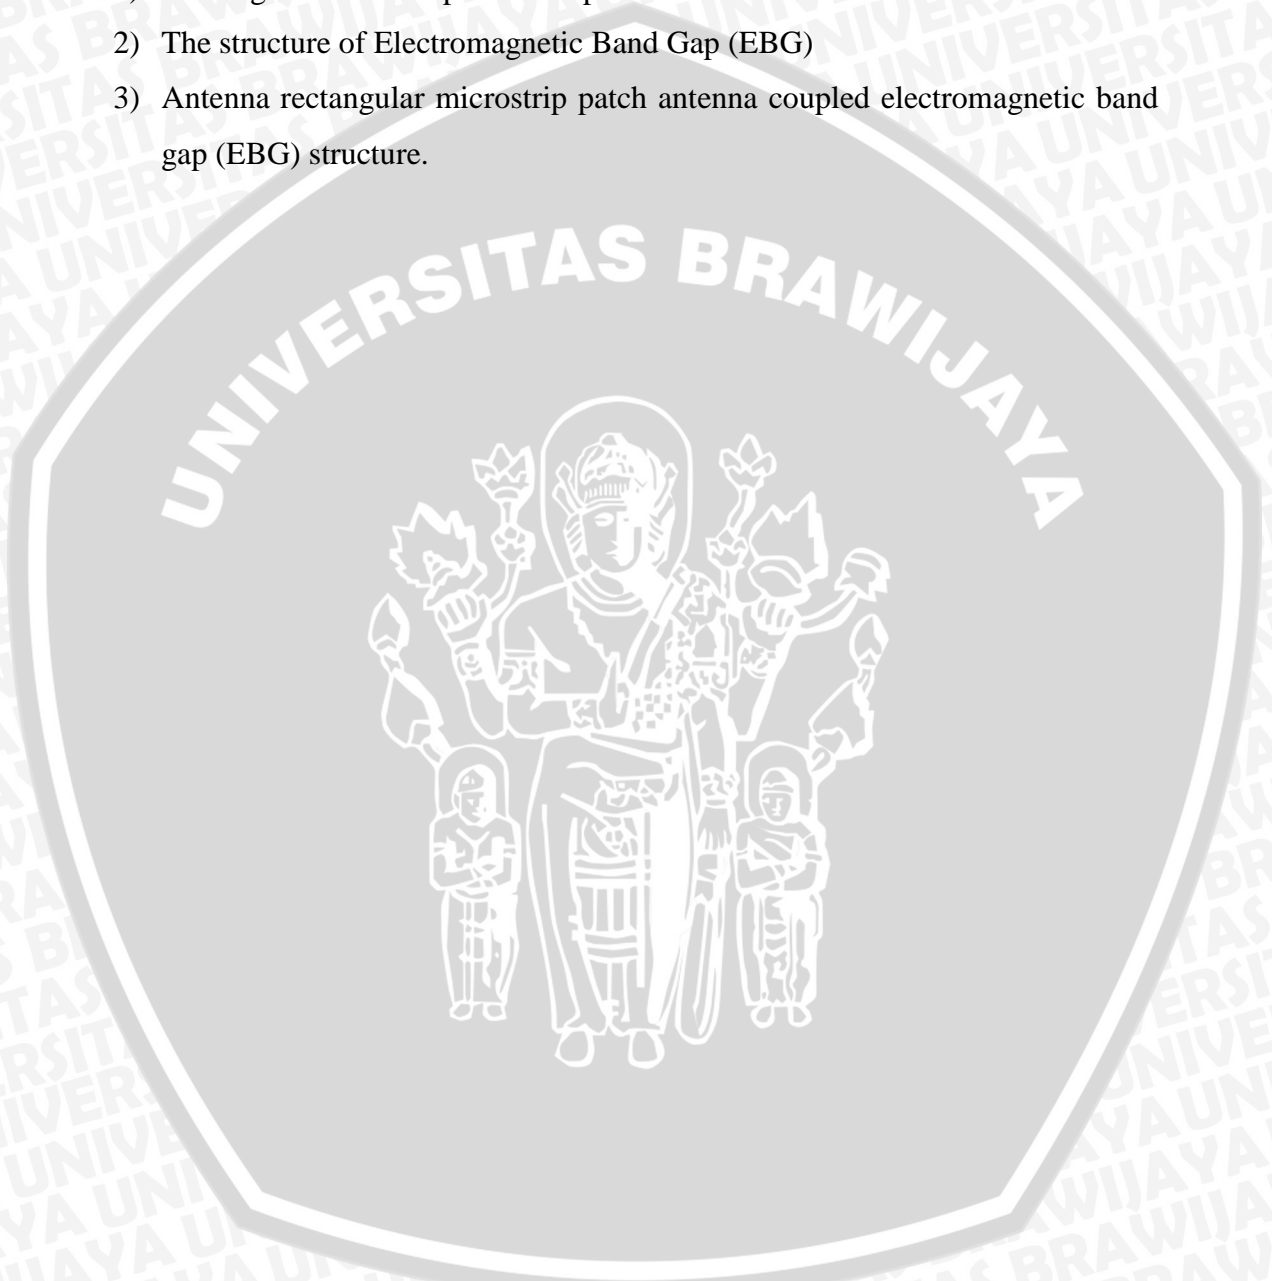 2) The structure of Electromagnetic Band Gap (EBG)
3) Antenna rectangular microstrip patch antenna coupled electromagnetic band
gap (EBG) structure.
UNIVERSITAS BRAWIJAYA